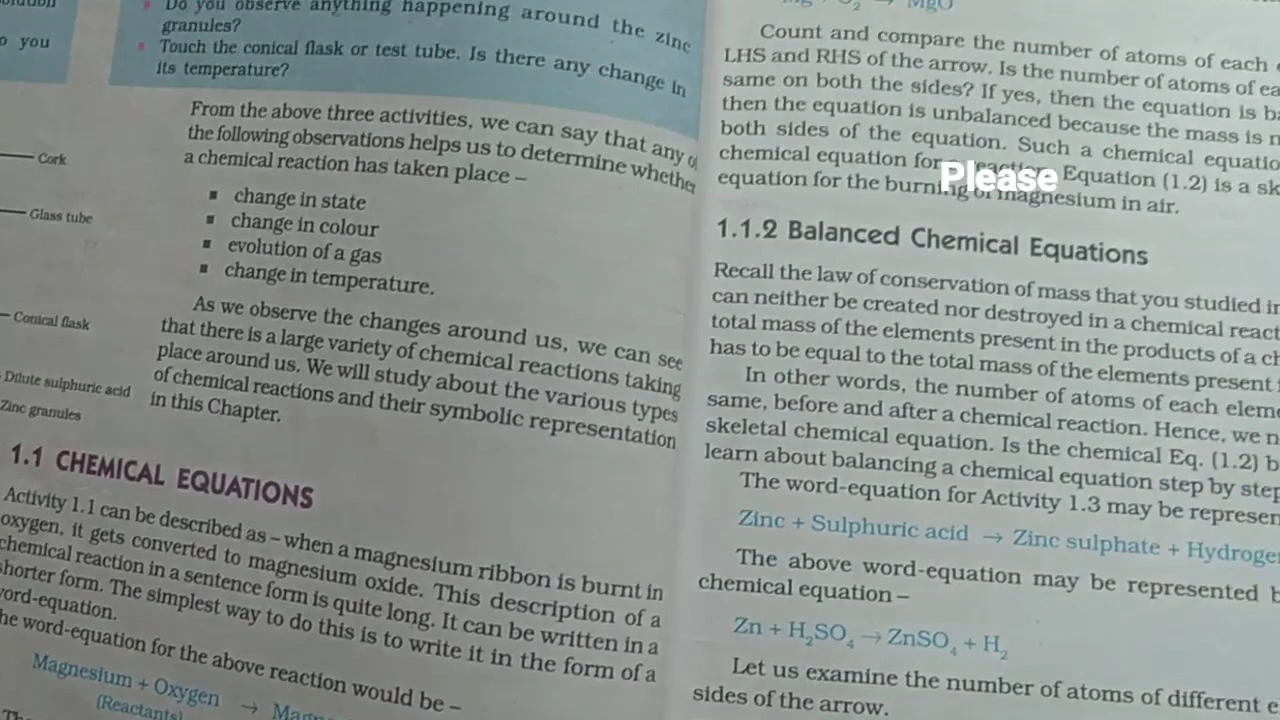 o you
Do you observe anything happening around the zinc
granules?
Touch the conical flask or test tube. Is there any change in
its temperature?
From the above three activities, we can say that any
the following observations helps us to determine whether
a chemical reaction has taken place –
change in state
change in colour
evolution of a gas
change in temperature.
As we observe the changes around us, we can see
that there is a large variety of chemical reactions taking
place around us. We will study about the various types
of chemical reactions and their symbolic representation
in this Chapter.
Cork
Glass tube
Conical flask
Dilute sulphuric acid
Zinc granules
1.1 CHEMICAL EQUATIONS
Activity 1.1 can be described as – when a magnesium ribbon is burnt in
oxygen, it gets converted to magnesium oxide. This description of a
chemical reaction in a sentence form is quite long. It can be written in a
shorter form. The simplest way to do this is to write it in the form of a
word-equation.
he word-equation for the above reaction would be –
Magnesium + Oxygen →
(Reactants)
MgO
Count and compare the number of atoms of each
LHS and RHS of the arrow. Is the number of atoms of ea
same on both the sides? If yes, then the equation is b
then the equation is unbalanced because the mass is n
both sides of the equation. Such a chemical equatio
chemical equation for reaction. Equation (1.2) is a sk
equation for the burning of magnesium in air.
Please
1.1.2 Balanced Chemical Equations
Recall the law of conservation of mass that you studied in
can neither be created nor destroyed in a chemical react
total mass of the elements present in the products of a ch
has to be equal to the total mass of the elements present
In other words, the number of atoms of each eleme
same, before and after a chemical reaction. Hence, we n
skeletal chemical equation. Is the chemical Eq. (1.2) b
learn about balancing a chemical equation step by step
The word-equation for Activity 1.3 may be represen
Zinc + Sulphuric acid → Zinc sulphate + Hydroge
The above word-equation may be represented b
chemical equation –
Zn + H₂SO₄ → ZnSO₄ + H₂
Let us examine the number of atoms of different e
sides of the arrow.